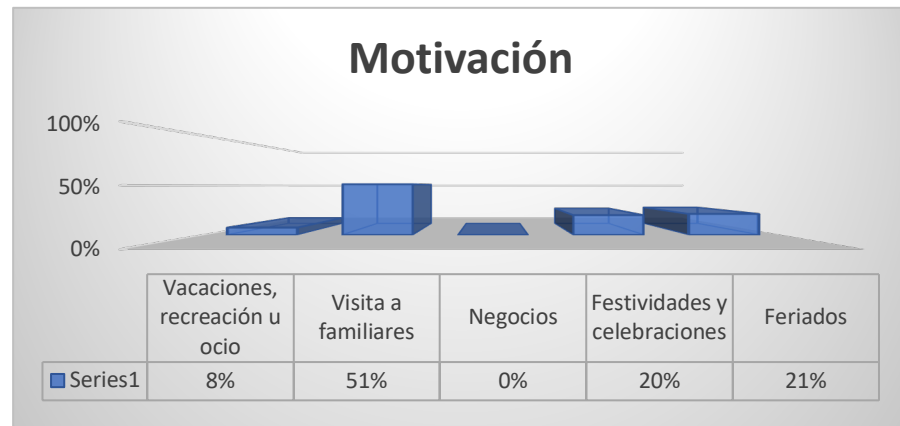 Motivación
100%
50%
0%
Vacaciones,
recreación u
ocio
Visita a
familiares
Negocios
Festividades y
celebraciones
Feriados
Series1 8% 51% 0% 20% 21%